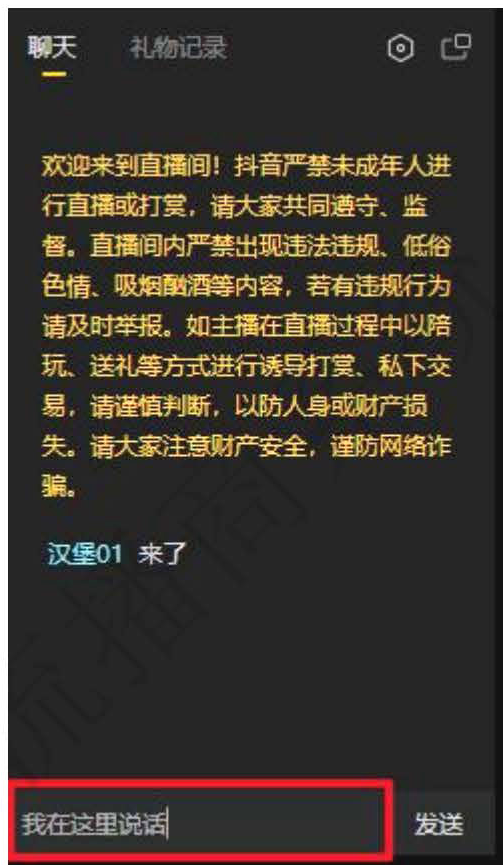 聊天 礼物记录
欢迎来到直播间！抖音严禁未成年人进
行直播或打赏，请大家共同遵守、监
督。直播间内严禁出现违法违规、低俗
色情、吸烟酗酒等内容，若有违规行为
请及时举报。如主播在直播过程中以陪
玩、送礼等方式进行诱导打赏、私下交
易，请谨慎判断，以防人身或财产损
失。请大家注意财产安全，谨防网络诈
骗。
汉堡01 来了
我在这里说话 发送